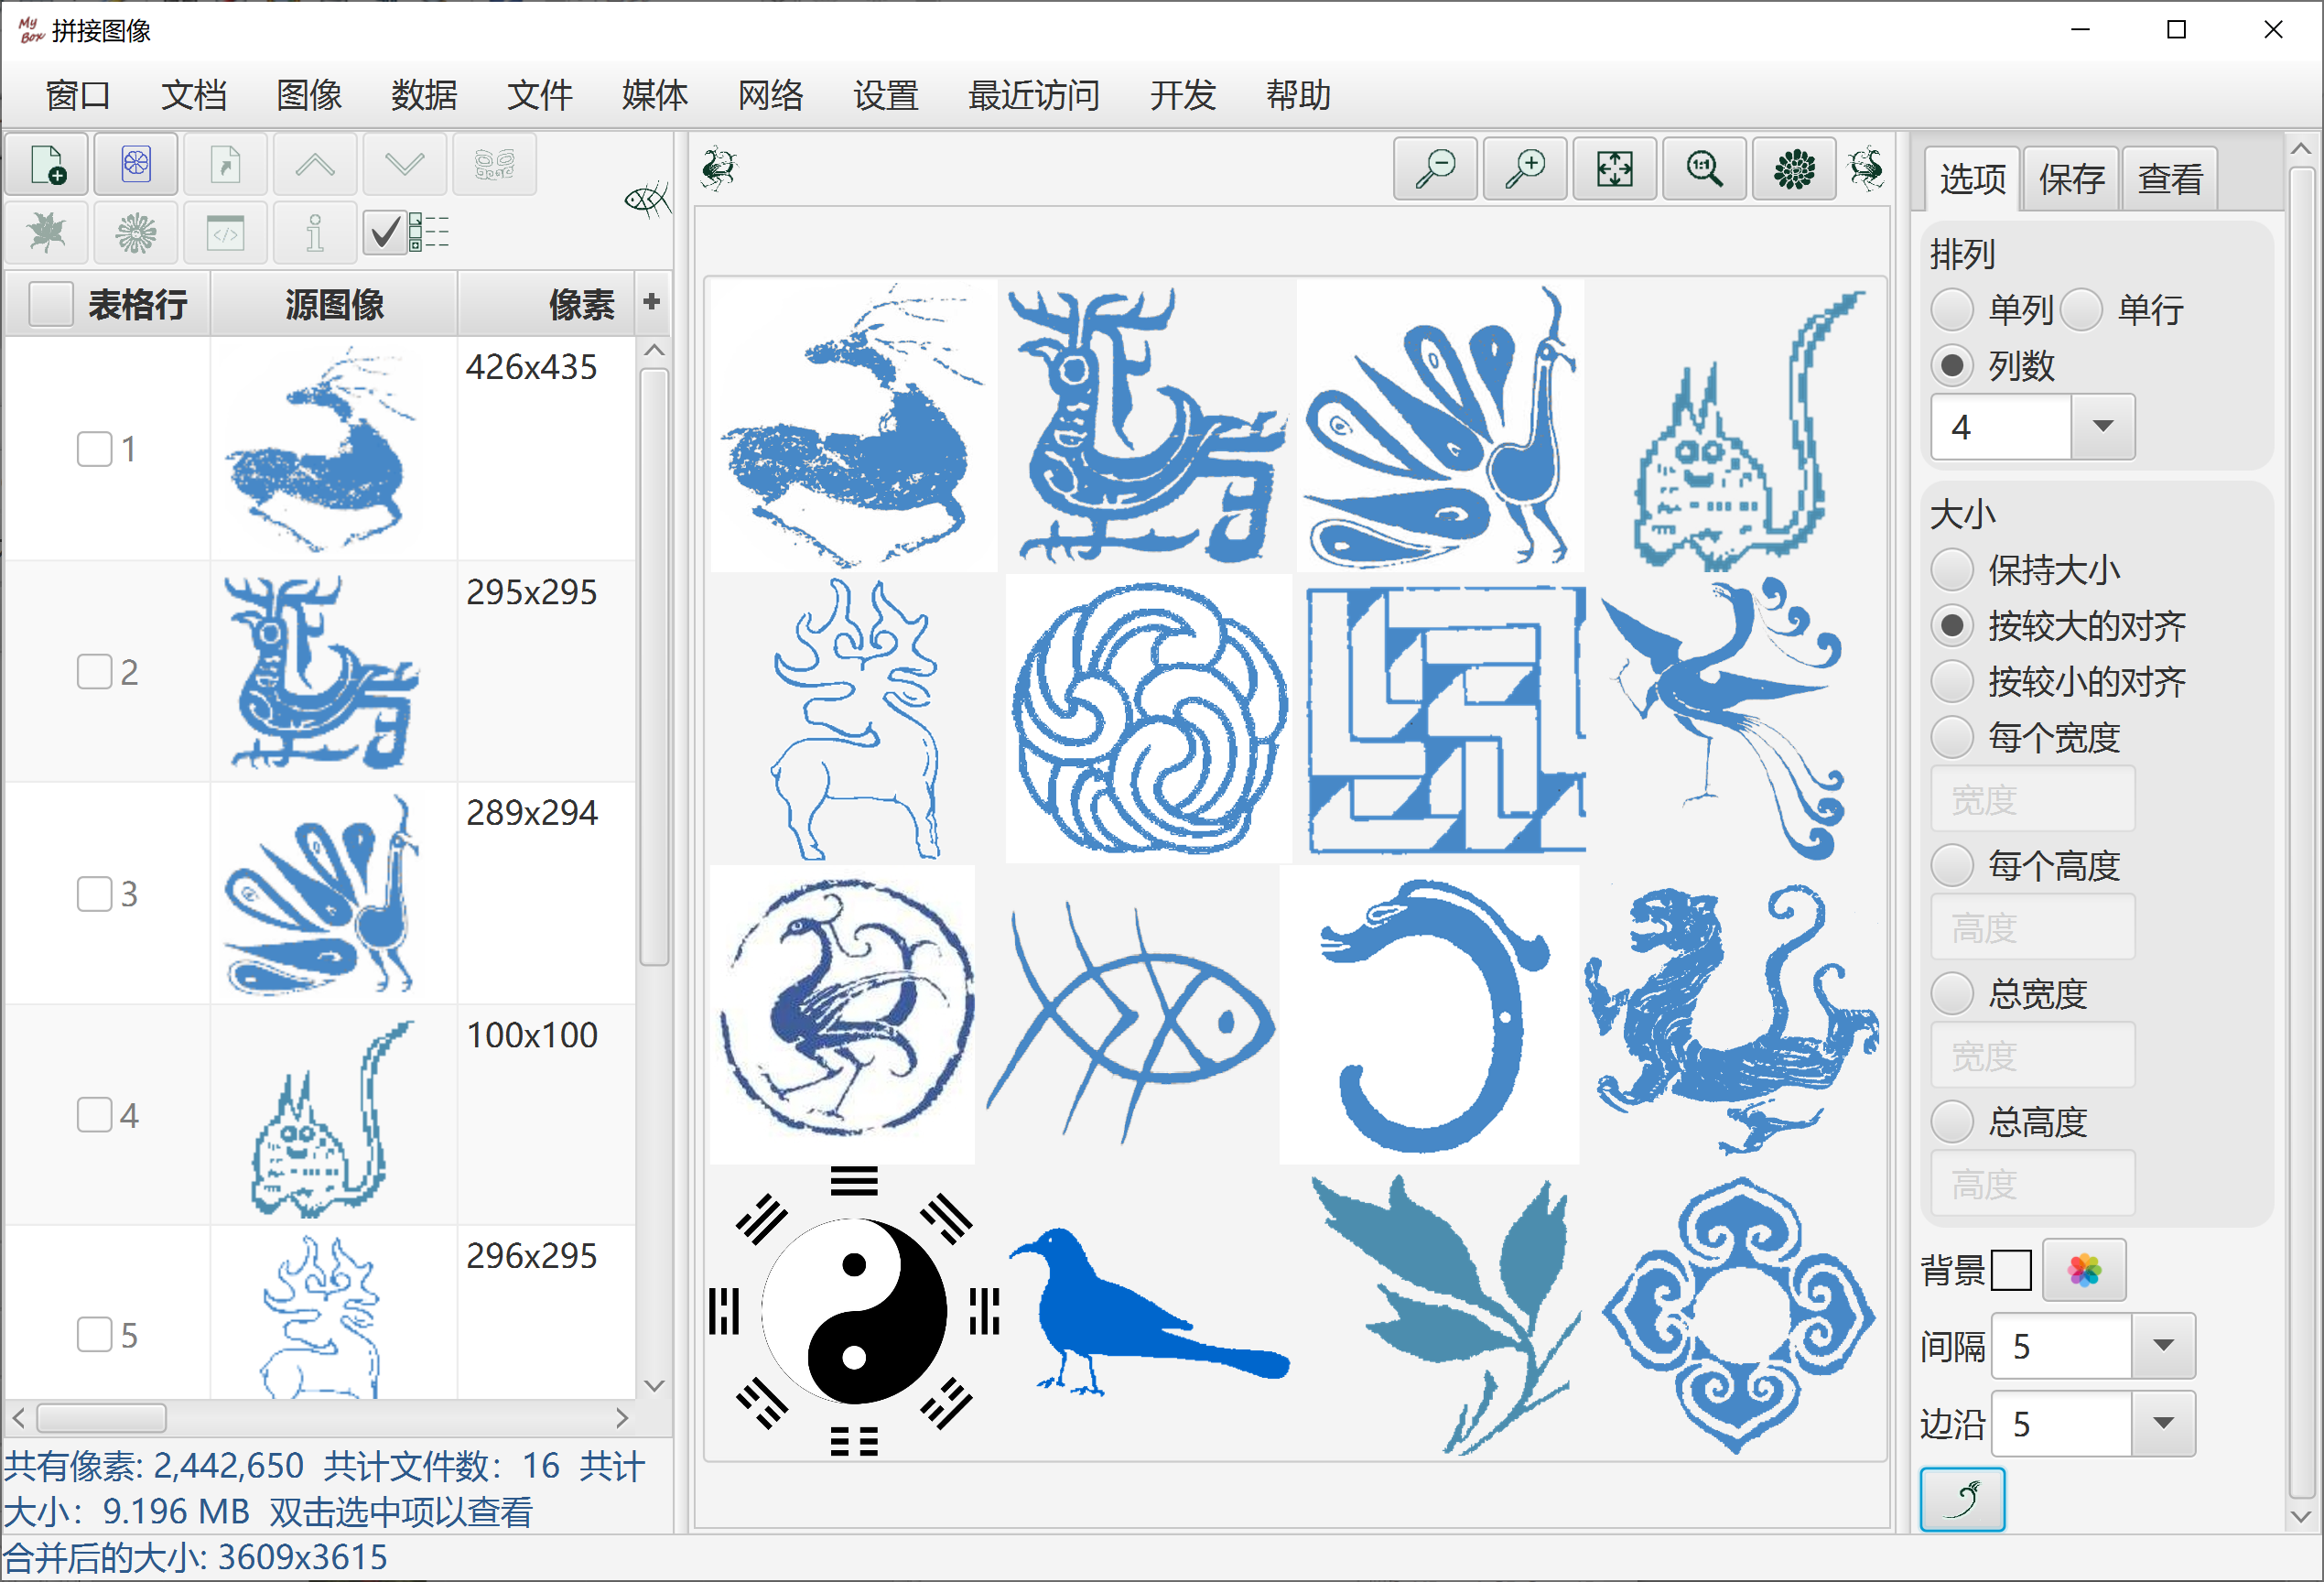 My Box 拼接图像
窗口 文档 图像 数据 文件 媒体 网络 设置 最近访问 开发 帮助
表格行 源图像 像素 +
1 426x435
2 295x295
3 289x294
4 100x100
5 296x295
共有像素: 2,442,650 共计文件数: 16 共计
大小: 9.196 MB 双击选中项以查看
合并后的大小: 3609x3615
1:1
选项 保存 查看
排列
单列 单行
列数
4
大小
保持大小
按较大的对齐
按较小的对齐
每个宽度
宽度
每个高度
高度
总宽度
宽度
总高度
高度
背景
间隔 5
边沿 5